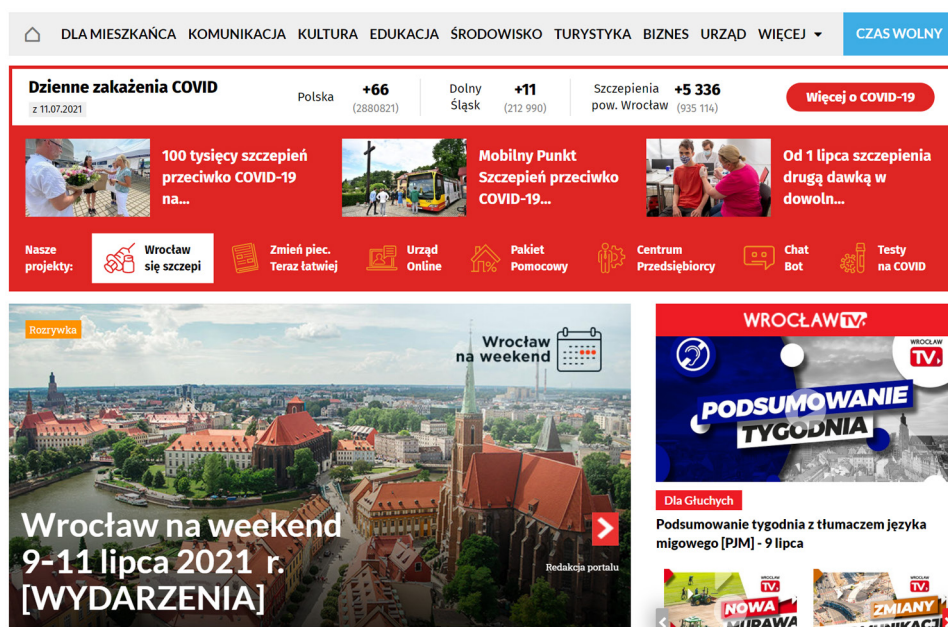 DLA MIESZKAŃCA KOMUNIKACJA KULTURA EDUKACJA ŚRODOWISKO TURYSTYKA BIZNES URZĄD WIĘCEJ CZAS WOLNY
Dzienne zakażenia COVID
z 11.07.2021
Polska
+66
(2880821)
Dolny
Śląsk
+11
(212 990)
Szczepienia
pow. Wrocław
+5 336
(935 114)
Więcej o COVID-19
100 tysięcy szczepień
przeciwko COVID-19
na...
Mobilny Punkt
Szczepień przeciwko
COVID-19...
Od 1 lipca szczepienia
drugą dawką w
dowoln...
Nasze
projekty:
Wrocław
się szczepi
Zmień piec.
Teraz łatwiej
Urząd
Online
Pakiet
Pomocowy
Centrum
Przedsiębiorcy
Chat
Bot
Testy
na COVID
Rozrywka
Wrocław
na weekend
Wrocław na weekend
9-11 lipca 2021 r.
[WYDARZENIA]
Redakcja portalu
WROCŁAW TV
WROCŁAW
TV
PODSUMOWANIE
TYGODNIA
Dla Głuchych
Podsumowanie tygodnia z tłumaczem języka
migowego [PJM] - 9 lipca
WROCŁAW
TV
NOWA
MURAWA
WROCŁAW
TV
ZMIANY